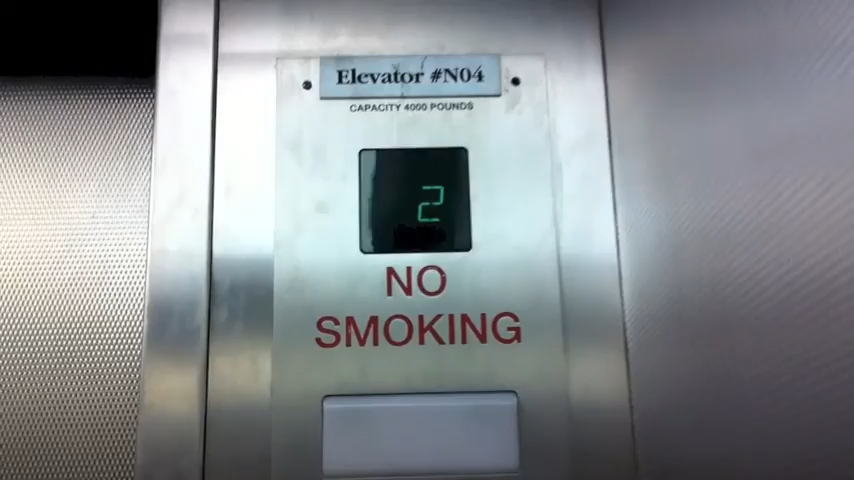 Elevator #N04
CAPACITY 4000 POUNDS
2
NO
SMOKING